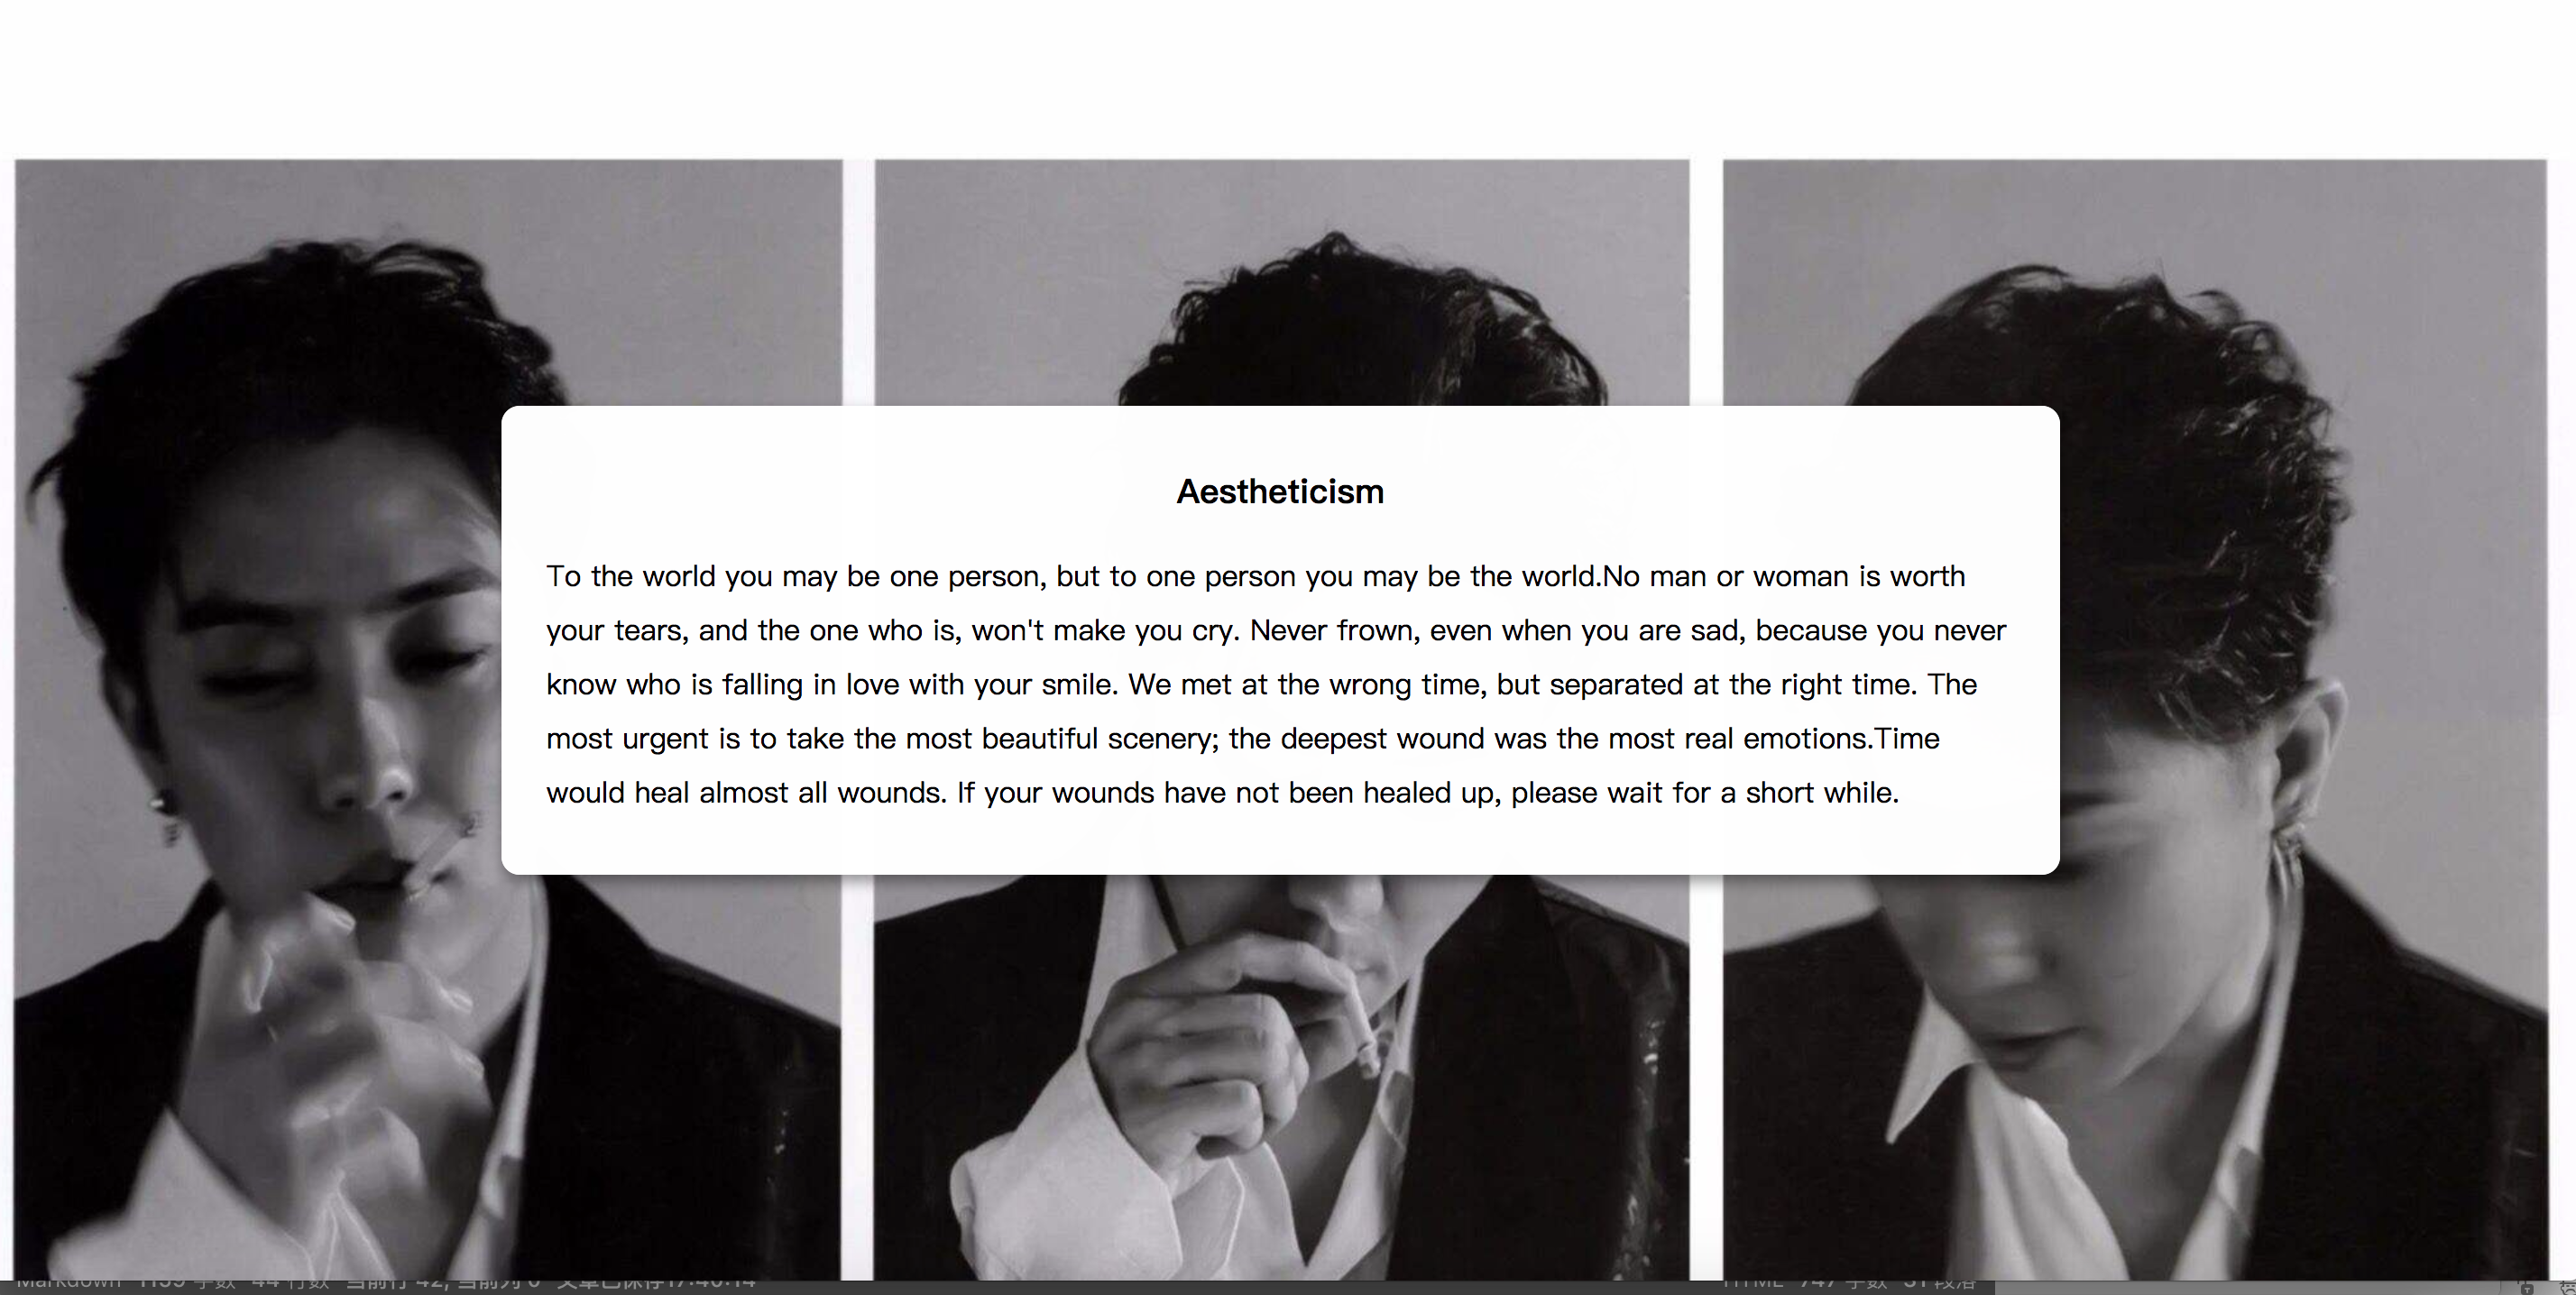 Aestheticism
To the world you may be one person, but to one person you may be the world.No man or woman is worth
your tears, and the one who is, won't make you cry. Never frown, even when you are sad, because you never
know who is falling in love with your smile. We met at the wrong time, but separated at the right time. The
most urgent is to take the most beautiful scenery; the deepest wound was the most real emotions.Time
would heal almost all wounds. If your wounds have not been healed up, please wait for a short while.